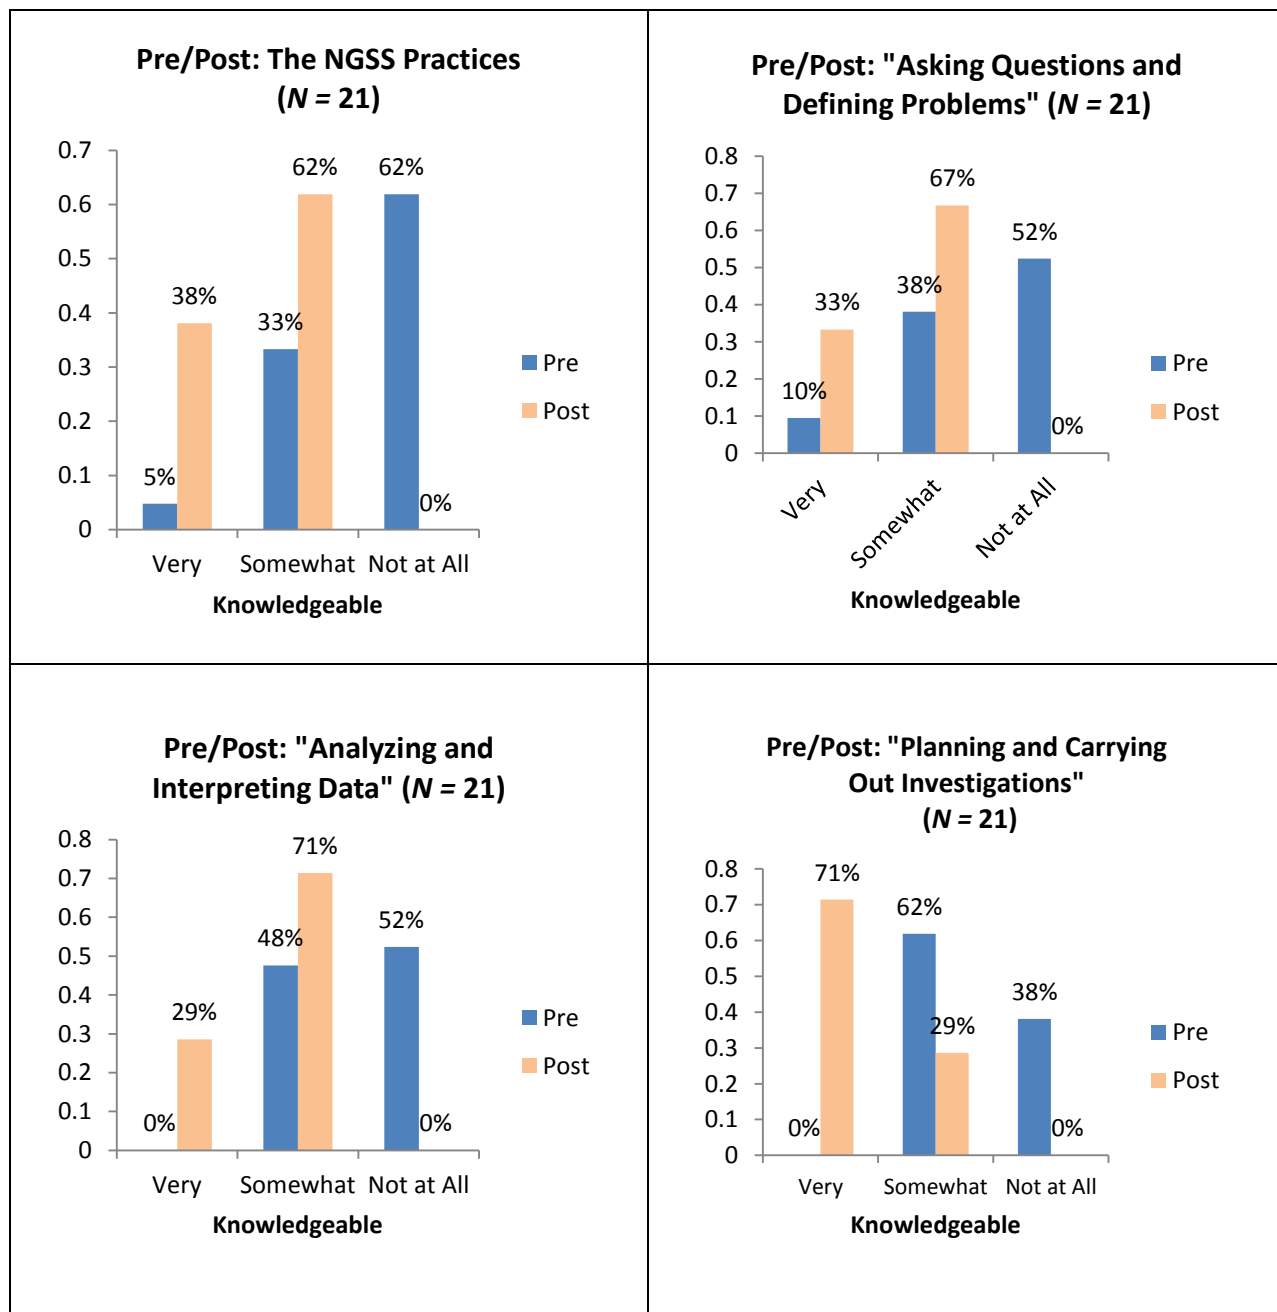 Pre/Post: The NGSS Practices
(N = 21)
0.7
0.6
0.5
0.4
0.3
0.2
0.1
0
5%
38%
33%
62%
62%
0%
Very Somewhat Not at All
Knowledgeable
Pre
Post
Pre/Post: "Asking Questions and
Defining Problems" (N = 21)
0.8
0.7
0.6
0.5
0.4
0.3
0.2
0.1
0
10%
33%
38%
67%
52%
0%
Very
Somewhat
Not at All
Knowledgeable
Pre
Post
Pre/Post: "Analyzing and
Interpreting Data" (N = 21)
0.8
0.7
0.6
0.5
0.4
0.3
0.2
0.1
0
0%
29%
48%
71%
52%
0%
Very Somewhat Not at All
Knowledgeable
Pre
Post
Pre/Post: "Planning and Carrying
Out Investigations"
(N = 21)
0.8
0.7
0.6
0.5
0.4
0.3
0.2
0.1
0
0%
71%
62%
29%
38%
0%
Very Somewhat Not at All
Knowledgeable
Pre
Post